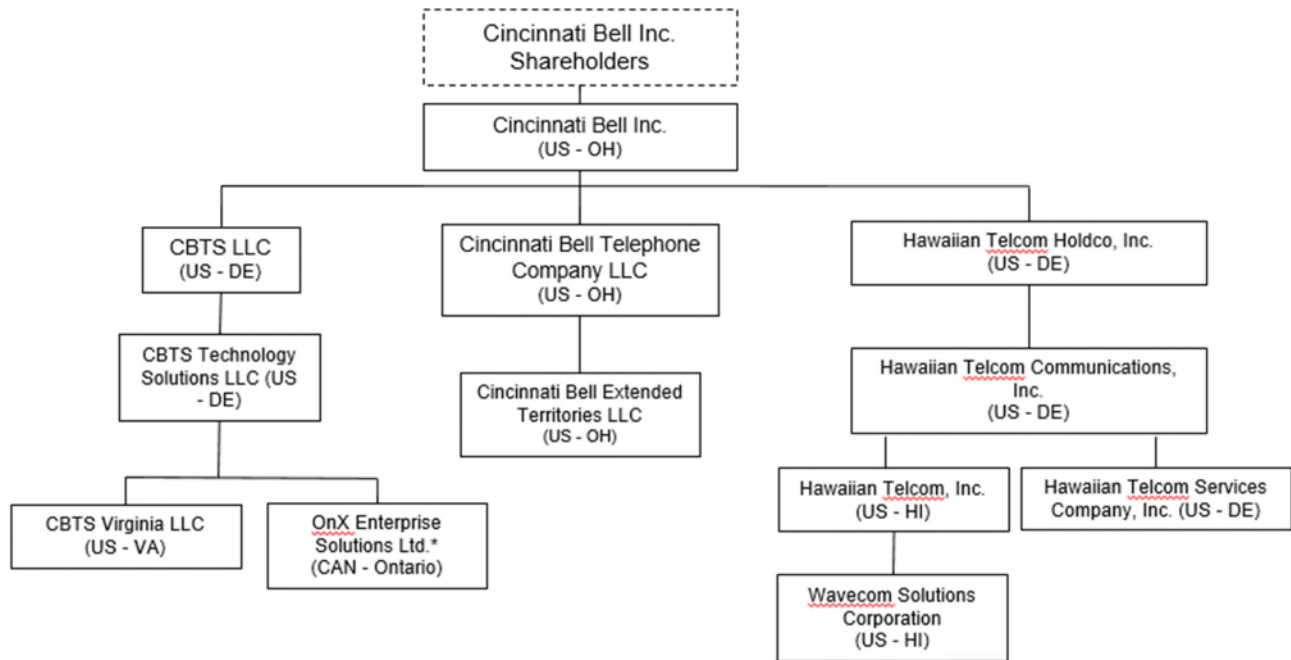 Cincinnati Bell Inc.
Shareholders
Cincinnati Bell Inc.
(US - OH)
CBTS LLC
(US - DE)
Cincinnati Bell Telephone
Company LLC
(US - OH)
Hawaiian Telcom Holdco, Inc.
(US - DE)
CBTS Technology
Solutions LLC (US
- DE)
Cincinnati Bell Extended
Territories LLC
(US - OH)
Hawaiian Telcom Communications,
Inc.
(US - DE)
CBTS Virginia LLC
(US - VA)
OnX Enterprise
Solutions Ltd.*
(CAN - Ontario)
Hawaiian Telcom, Inc.
(US - HI)
Hawaiian Telcom Services
Company, Inc. (US - DE)
Wavecom Solutions
Corporation
(US - HI)